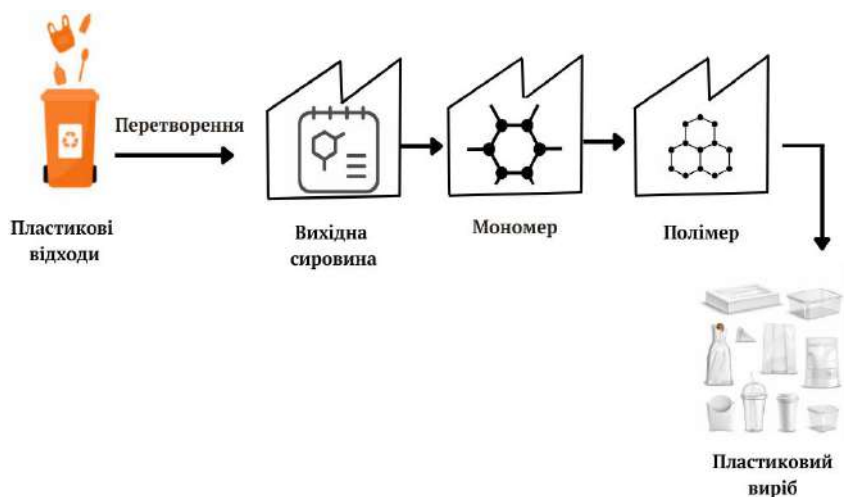 Перетворення
Пластикові
відходи
Вихідна
сировина
Мономер
Полімер
Пластиковий
виріб